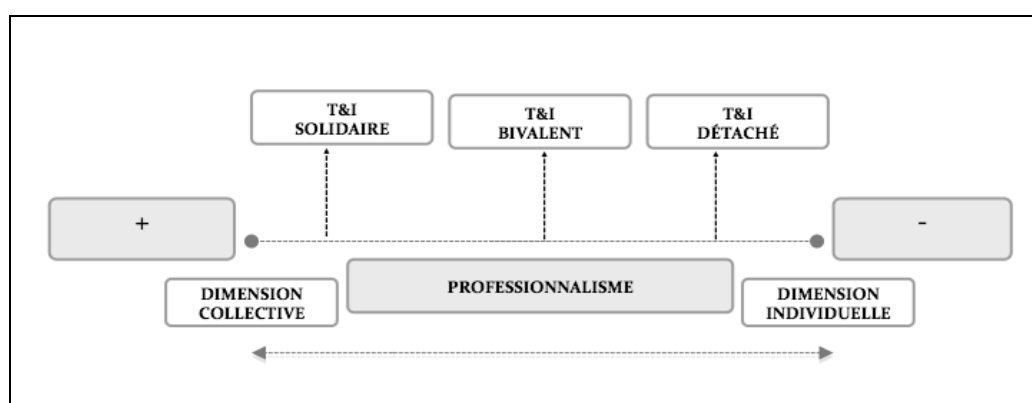 T&I
SOLIDAIRE
T&I
BIVALENT
T&I
DÉTACHÉ
+
-
DIMENSION
COLLECTIVE
PROFESSIONNALISME
DIMENSION
INDIVIDUELLE